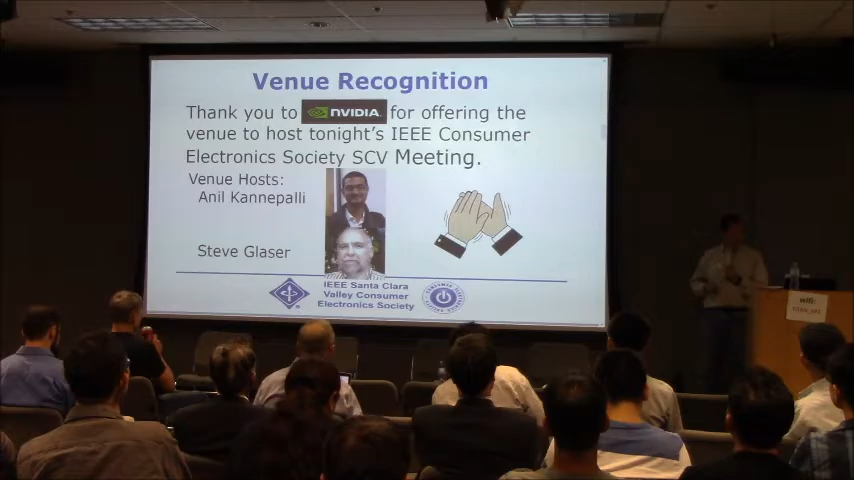 Venue Recognition
Thank you to NVIDIA for offering the
venue to host tonight's IEEE Consumer
Electronics Society SCV Meeting.
Venue Hosts:
Anil Kannepalli
Steve Glaser
IEEE Santa Clara
Valley Consumer
Electronics Society
wifi: